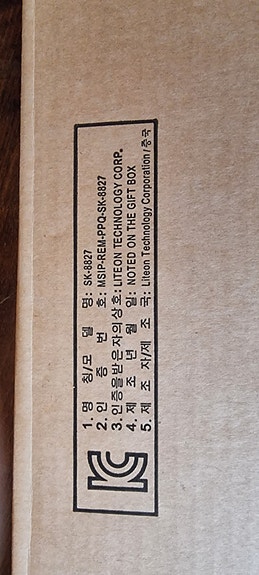 1. 명 칭/모 델 명: SK-8827
2. 인 증 번 호: MSIP-REM-PPQ-SK-8827
3. 인증을받은자의상호: LITEON TECHNOLOGY CORP.
4. 제 조 년 월 일: NOTED ON THE GIFT BOX
5. 제 조 자/제 조 국: Liteon Technology Corporation / 중국